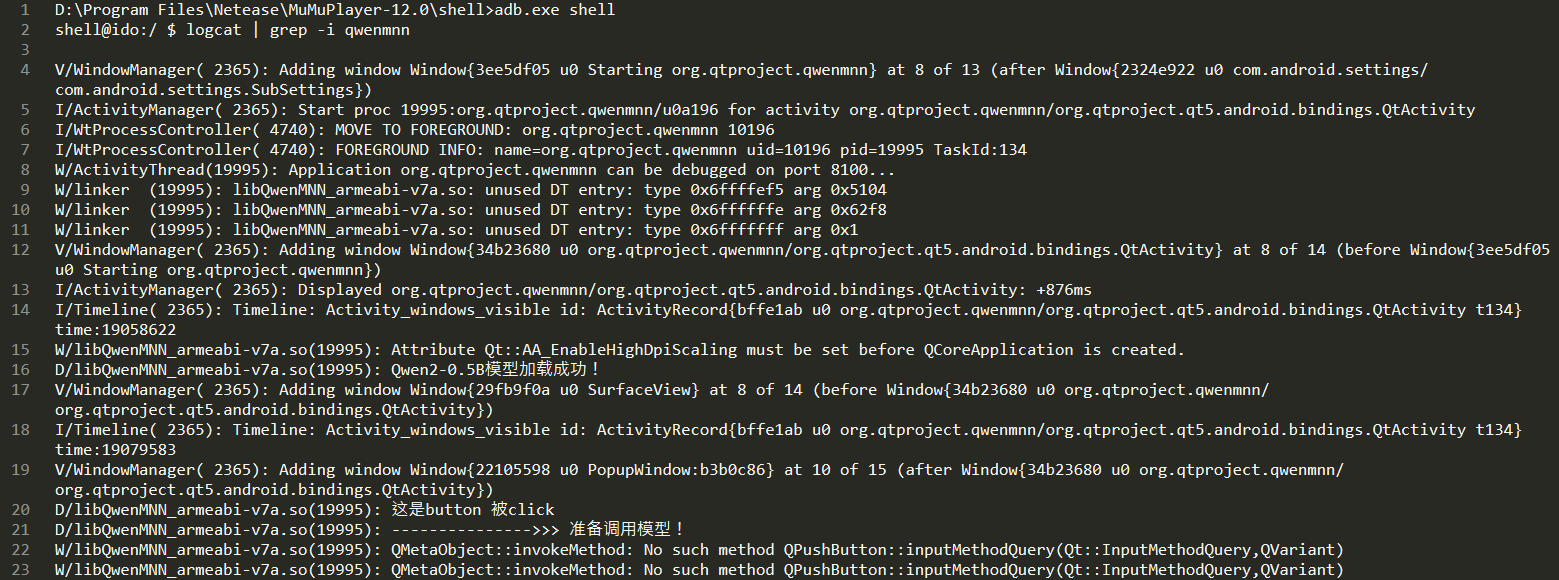 1 D:\Program Files\Netease\MuMuPlayer-12.0\shell>adb.exe shell
2 shell@ido:/ $ logcat | grep -i qwenmnn
3
4 V/WindowManager( 2365): Adding window Window{3ee5df05 u0 Starting org.qtproject.qwenmnn} at 8 of 13 (after Window{2324e922 u0 com.android.settings/
com.android.settings.SubSettings})
5 I/ActivityManager( 2365): Start proc 19995:org.qtproject.qwenmnn/u0a196 for activity org.qtproject.qwenmnn/org.qtproject.qt5.android.bindings.QtActivity
6 I/WtProcessController( 4740): MOVE TO FOREGROUND: org.qtproject.qwenmnn 10196
7 I/WtProcessController( 4740): FOREGROUND INFO: name=org.qtproject.qwenmnn uid=10196 pid=19995 TaskId:134
8 W/ActivityThread(19995): Application org.qtproject.qwenmnn can be debugged on port 8100...
9 W/linker  (19995): libQwenMNN_armeabi-v7a.so: unused DT entry: type 0x6ffffef5 arg 0x5104
10 W/linker  (19995): libQwenMNN_armeabi-v7a.so: unused DT entry: type 0x6ffffffe arg 0x62f8
11 W/linker  (19995): libQwenMNN_armeabi-v7a.so: unused DT entry: type 0x6fffffff arg 0x1
12 V/WindowManager( 2365): Adding window Window{34b23680 u0 org.qtproject.qwenmnn/org.qtproject.qt5.android.bindings.QtActivity} at 8 of 14 (before Window{3ee5df05
u0 Starting org.qtproject.qwenmnn})
13 I/ActivityManager( 2365): Displayed org.qtproject.qwenmnn/org.qtproject.qt5.android.bindings.QtActivity: +876ms
14 I/Timeline( 2365): Timeline: Activity_windows_visible id: ActivityRecord{bffe1ab u0 org.qtproject.qwenmnn/org.qtproject.qt5.android.bindings.QtActivity t134}
time:19058622
15 W/libQwenMNN_armeabi-v7a.so(19995): Attribute Qt::AA_EnableHighDpiScaling must be set before QCoreApplication is created.
16 D/libQwenMNN_armeabi-v7a.so(19995): Qwen2-0.5B模型加载成功！
17 V/WindowManager( 2365): Adding window Window{29fb9f0a u0 SurfaceView} at 8 of 14 (before Window{34b23680 u0 org.qtproject.qwenmnn/
org.qtproject.qt5.android.bindings.QtActivity})
18 I/Timeline( 2365): Timeline: Activity_windows_visible id: ActivityRecord{bffe1ab u0 org.qtproject.qwenmnn/org.qtproject.qt5.android.bindings.QtActivity t134}
time:19079583
19 V/WindowManager( 2365): Adding window Window{22105598 u0 PopupWindow:b3b0c86} at 10 of 15 (after Window{34b23680 u0 org.qtproject.qwenmnn/
org.qtproject.qt5.android.bindings.QtActivity})
20 D/libQwenMNN_armeabi-v7a.so(19995): 这是button 被click
21 D/libQwenMNN_armeabi-v7a.so(19995): --------------->>> 准备调用模型！
22 W/libQwenMNN_armeabi-v7a.so(19995): QMetaObject::invokeMethod: No such method QPushButton::inputMethodQuery(Qt::InputMethodQuery,QVariant)
23 W/libQwenMNN_armeabi-v7a.so(19995): QMetaObject::invokeMethod: No such method QPushButton::inputMethodQuery(Qt::InputMethodQuery,QVariant)